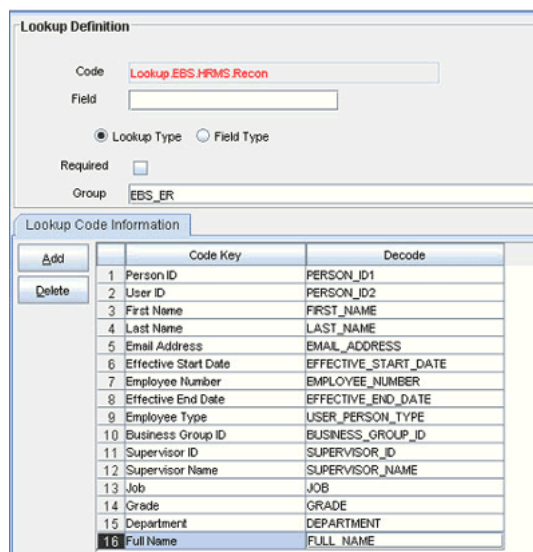 Lookup Definition
Code Lookup.EBS.HRMS.Recon
Field
Lookup Type Field Type
Required
Group EBS_ER
Lookup Code Information
Add
Delete
Code Key Decode
1 Person ID PERSON_ID1
2 User ID PERSON_ID2
3 First Name FIRST_NAME
4 Last Name LAST_NAME
5 Email Address EMAIL_ADDRESS
6 Effective Start Date EFFECTIVE_START_DATE
7 Employee Number EMPLOYEE_NUMBER
8 Effective End Date EFFECTIVE_END_DATE
9 Employee Type USER_PERSON_TYPE
10 Business Group ID BUSINESS_GROUP_ID
11 Supervisor ID SUPERVISOR_ID
12 Supervisor Name SUPERVISOR_NAME
13 Job JOB
14 Grade GRADE
15 Department DEPARTMENT
16 Full Name FULL_NAME